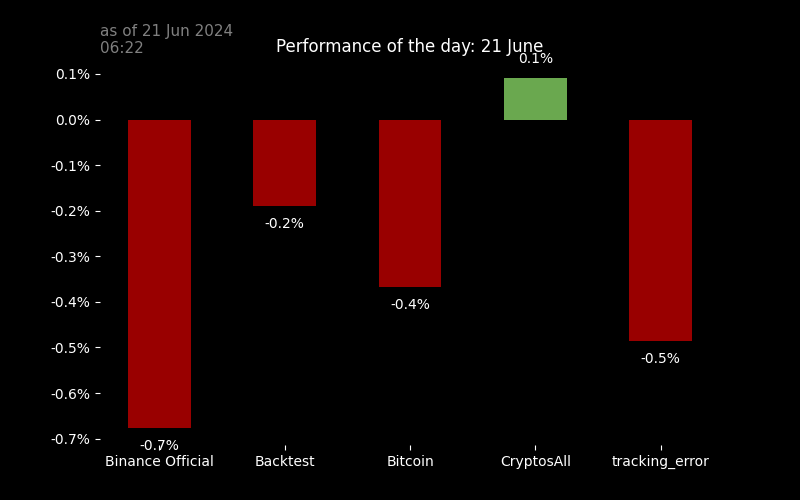 as of 21 Jun 2024
06:22
Performance of the day: 21 June
0.1%
0.1%
0.0%
-0.1%
-0.2%
-0.2%
-0.3%
-0.4%
-0.4%
-0.5%
-0.5%
-0.6%
-0.7%
-0.7%
Binance Official
Backtest
Bitcoin
CryptosAll
tracking_error